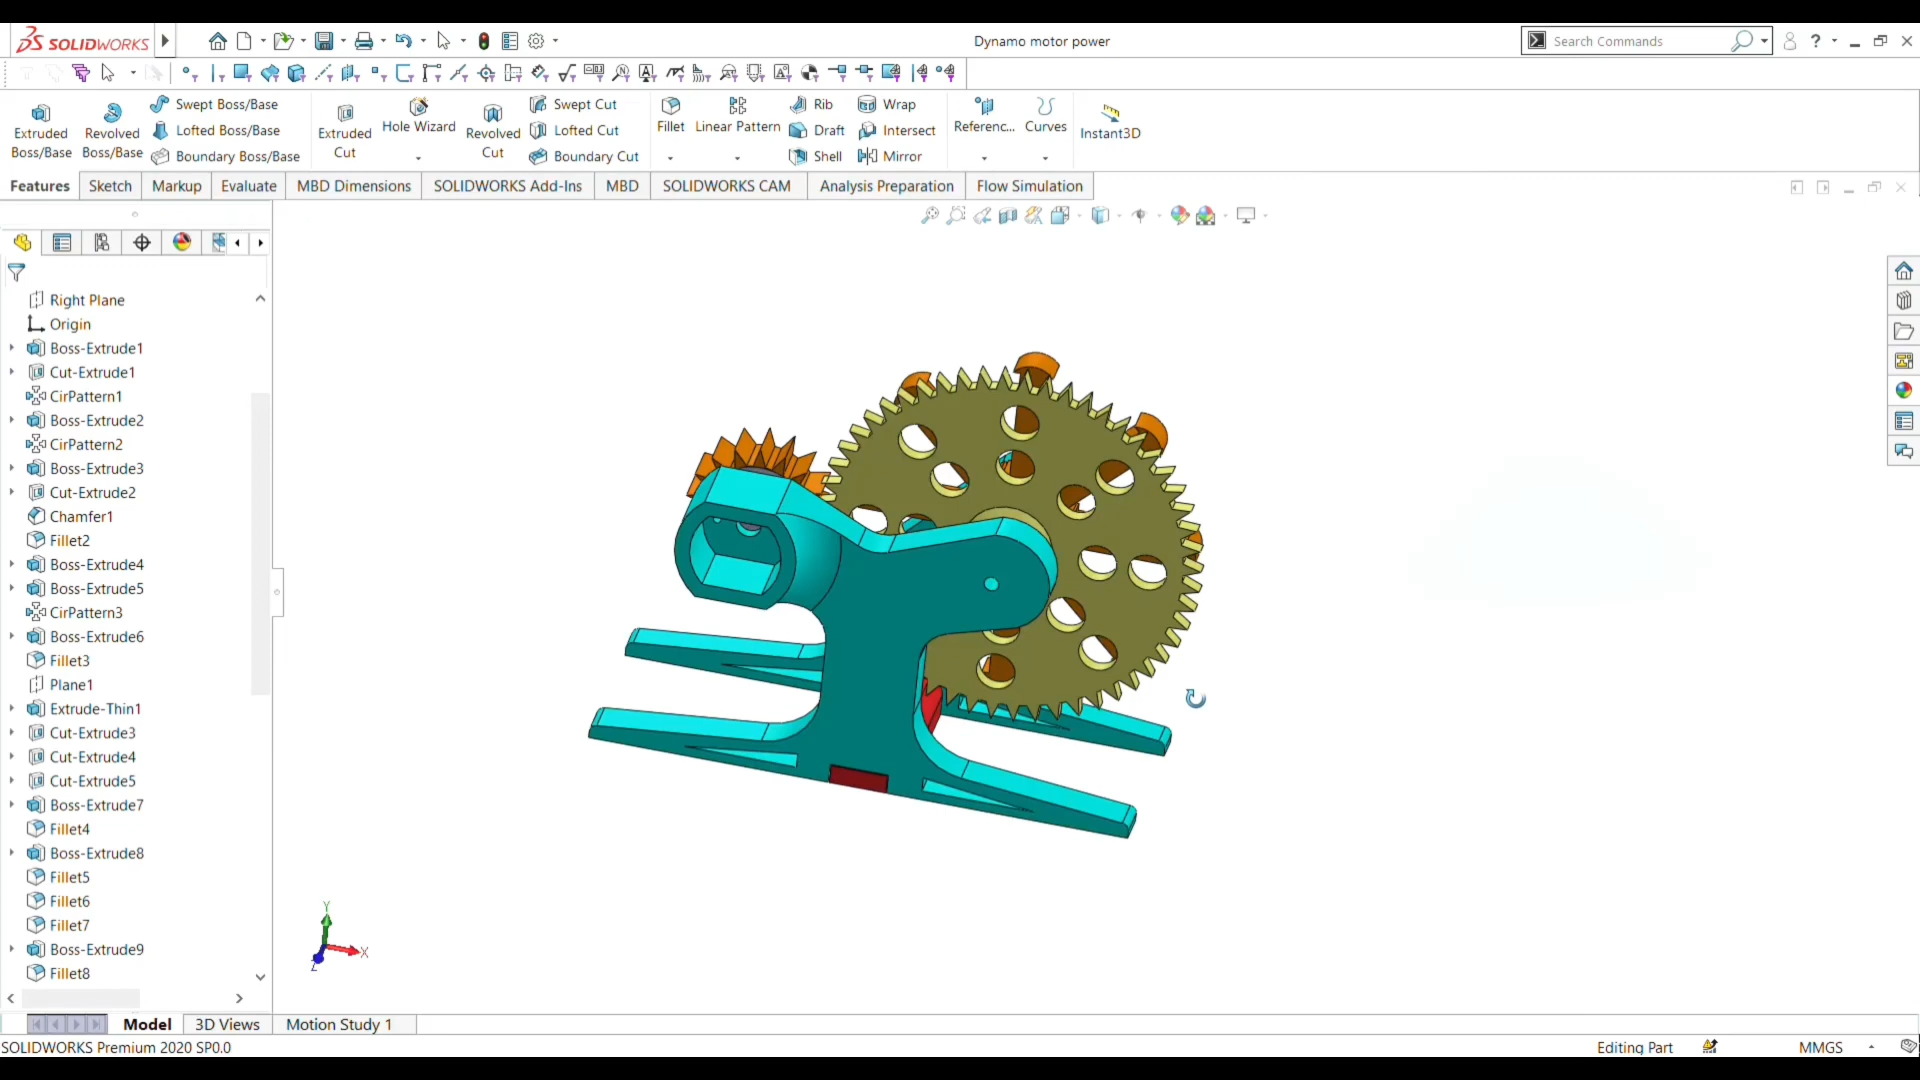 SOLIDWORKS
Dynamo motor power
Search Commands
?
Extruded Boss/Base
Revolved Boss/Base
Swept Boss/Base
Lofted Boss/Base
Boundary Boss/Base
Extruded Cut
Hole Wizard
Revolved Cut
Swept Cut
Lofted Cut
Boundary Cut
Fillet
Linear Pattern
Rib
Draft
Shell
Wrap
Intersect
Mirror
Referenc...
Curves
Instant3D
Features
Sketch
Markup
Evaluate
MBD Dimensions
SOLIDWORKS Add-Ins
MBD
SOLIDWORKS CAM
Analysis Preparation
Flow Simulation
Right Plane
Origin
Boss-Extrude1
Cut-Extrude1
CirPattern1
Boss-Extrude2
CirPattern2
Boss-Extrude3
Cut-Extrude2
Chamfer1
Fillet2
Boss-Extrude4
Boss-Extrude5
CirPattern3
Boss-Extrude6
Fillet3
Plane1
Extrude-Thin1
Cut-Extrude3
Cut-Extrude4
Cut-Extrude5
Boss-Extrude7
Fillet4
Boss-Extrude8
Fillet5
Fillet6
Fillet7
Boss-Extrude9
Fillet8
Y
X
Z
Model
3D Views
Motion Study 1
SOLIDWORKS Premium 2020 SP0.0
Editing Part
MMGS